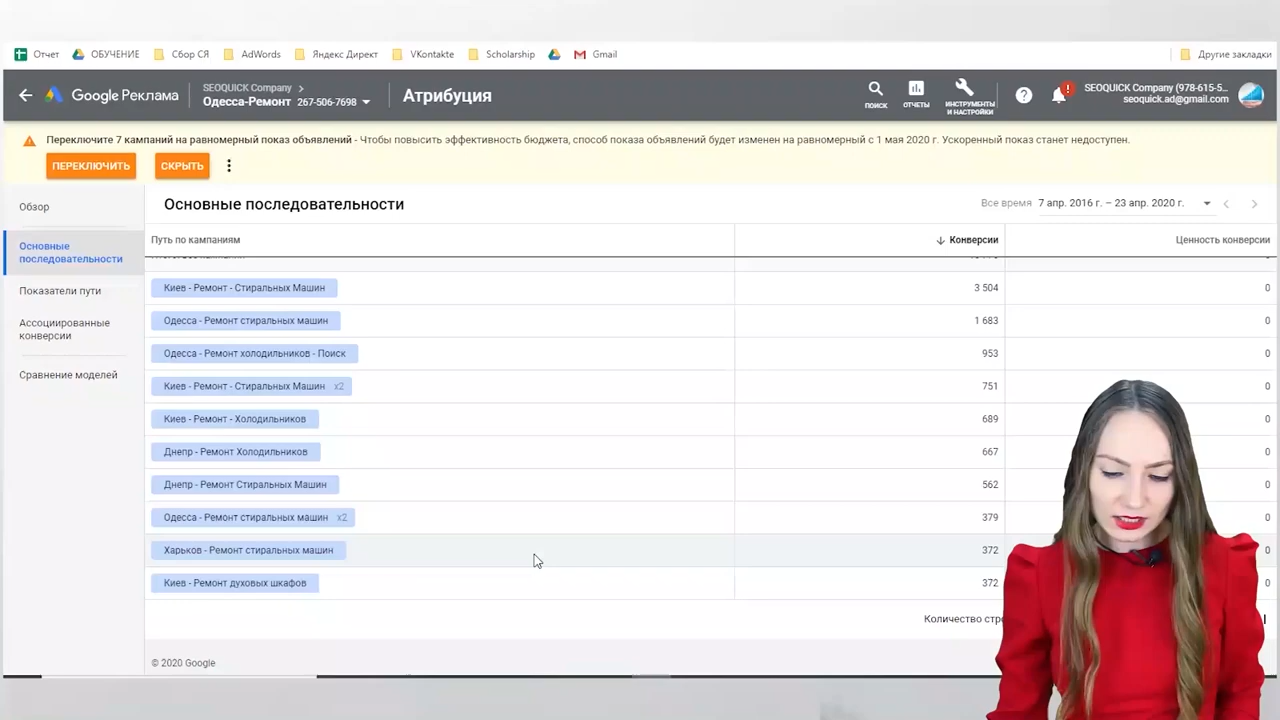 Отчет ОБУЧЕНИЕ Сбор СЯ AdWords Яндекс Директ VKontakte Scholarship Gmail Другие закладки
Google Реклама
SEOQUICK Company
Одесса-Ремонт 267-506-7698
Атрибуция
ПОИСК
ОТЧЕТЫ
ИНСТРУМЕНТЫ
И НАСТРОЙКИ
SEOQUICK Company (978-615-5...
seoquick.ad@gmail.com
Переключите 7 кампаний на равномерный показ объявлений - Чтобы повысить эффективность бюджета, способ показа объявлений будет изменен на равномерный с 1 мая 2020 г. Ускоренный показ станет недоступен.
ПЕРЕКЛЮЧИТЬ СКРЫТЬ
Обзор
Основные
последовательности
Показатели пути
Ассоциированные
конверсии
Сравнение моделей
Основные последовательности
Все время 7 апр. 2016 г. – 23 апр. 2020 г.
Путь по кампаниям Конверсии Ценность конверсии
Киев - Ремонт - Стиральных Машин 3 504 0
Одесса - Ремонт стиральных машин 1 683 0
Одесса - Ремонт холодильников - Поиск 953 0
Киев - Ремонт - Стиральных Машин x2 751 0
Киев - Ремонт - Холодильников 689 0
Днепр - Ремонт Холодильников 667 0
Днепр - Ремонт Стиральных Машин 562 0
Одесса - Ремонт стиральных машин x2 379 0
Харьков - Ремонт стиральных машин 372 0
Киев - Ремонт духовых шкафов 372 0
Количество
© 2020 Google